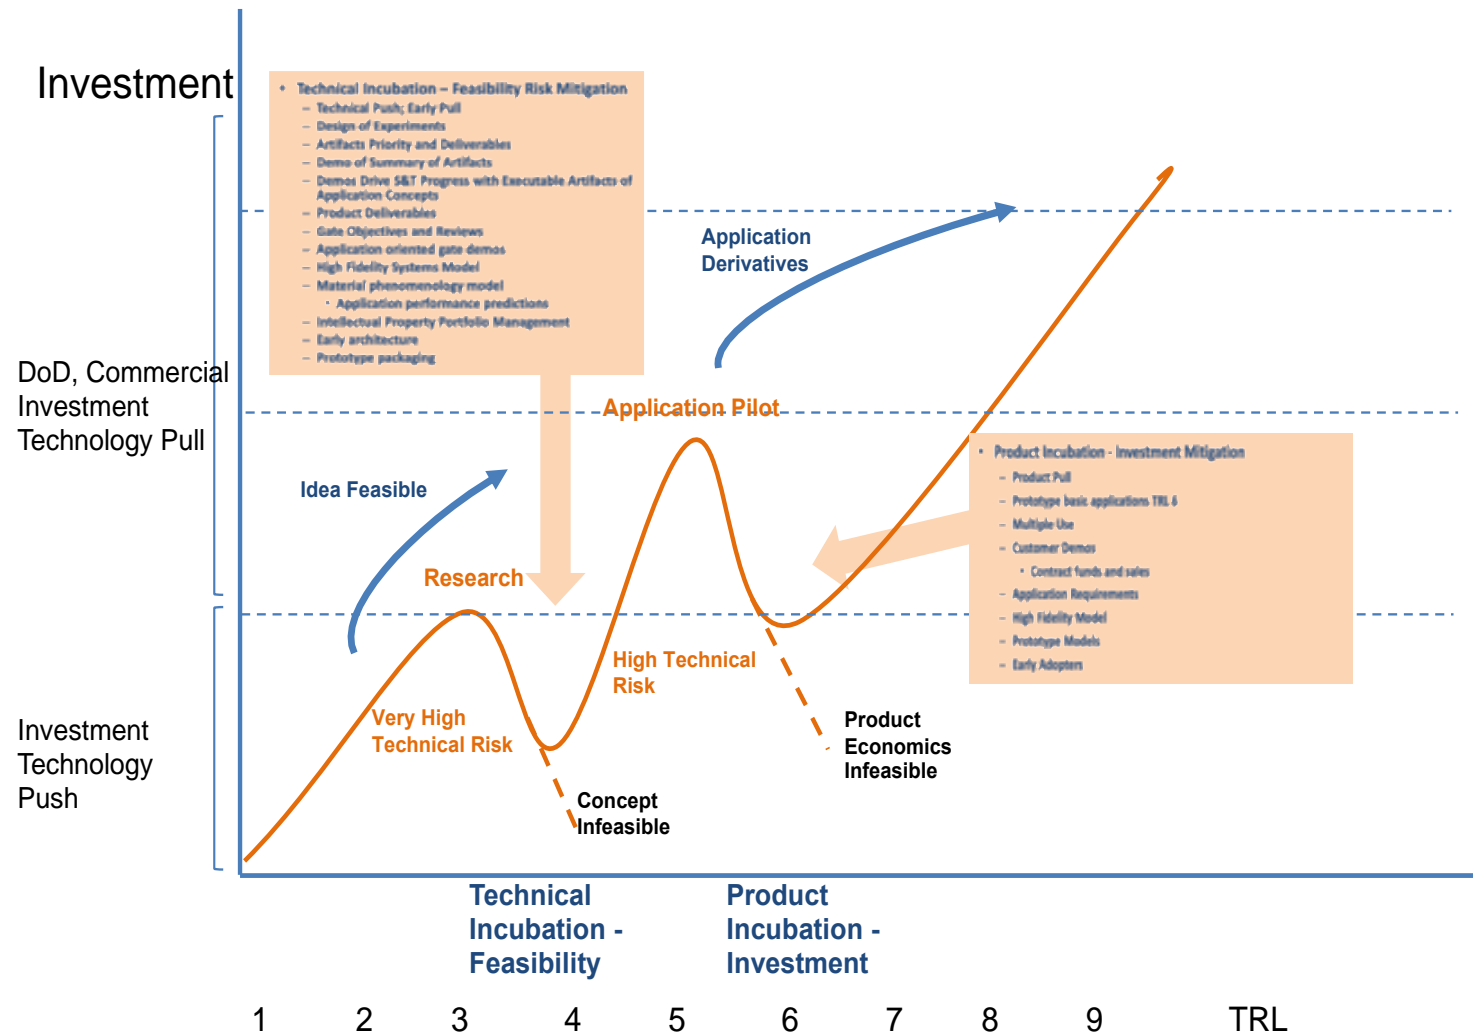 Investment
• Technical Incubation – Feasibility Risk Mitigation
– Technical Push; Early Pull
– Design of Experiments
– Artifacts Priority and Deliverables
– Demo of Summary of Artifacts
– Demos Drive S&T Progress with Executable Artifacts of
Application Concepts
– Product Deliverables
– Gate Objectives and Reviews
– Application oriented gate demos
– High Fidelity Systems Model
– Material phenomenology model
• Application performance predictions
– Intellectual Property Portfolio Management
– Early architecture
– Prototype packaging
Application
Derivatives
DoD, Commercial
Investment
Technology Pull
Application Pilot
Idea Feasible
Research
• Product Incubation - Investment Mitigation
– Product Pull
– Prototype basic applications TRL 6
– Multiple Use
– Customer Demos
• Contract funds and sales
– Application Requirements
– High Fidelity Model
– Prototype Models
– Early Adopters
High Technical
Risk
Very High
Technical Risk
Investment
Technology
Push
Product
Economics
Infeasible
Concept
Infeasible
Technical
Incubation -
Feasibility
Product
Incubation -
Investment
1 2 3 4 5 6 7 8 9 TRL